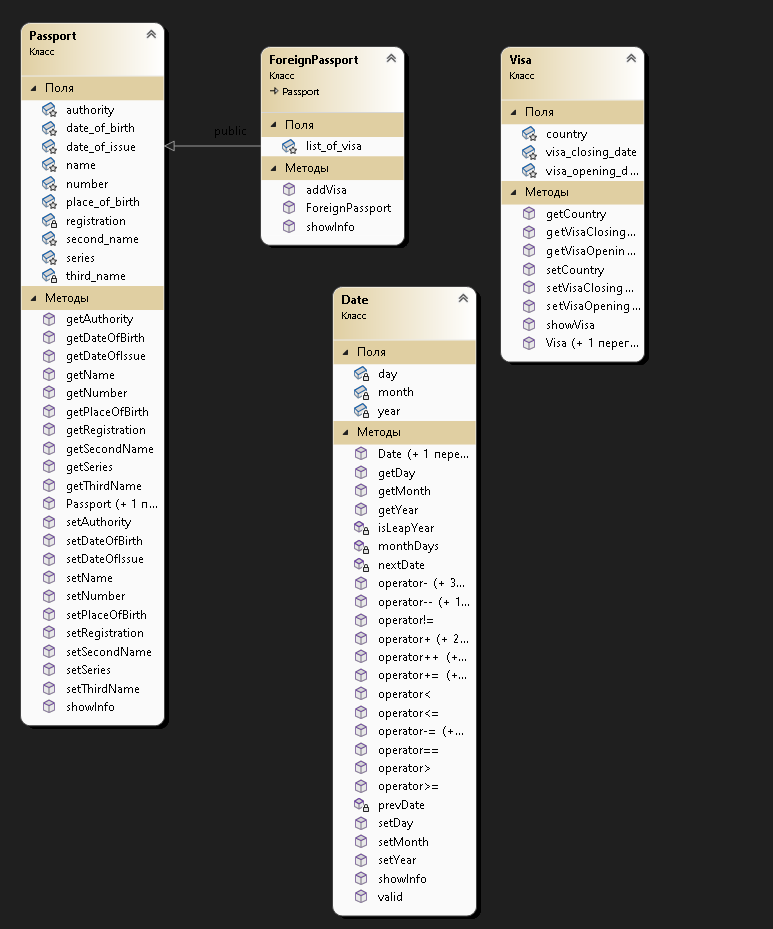 Passport
Класс
Поля
authority
date_of_birth
date_of_issue
name
number
place_of_birth
registration
second_name
series
third_name
Методы
getAuthority
getDateOfBirth
getDateOfIssue
getName
getNumber
getPlaceOfBirth
getRegistration
getSecondName
getSeries
getThirdName
Passport (+ 1 п...
setAuthority
setDateOfBirth
setDateOfIssue
setName
setNumber
setPlaceOfBirth
setRegistration
setSecondName
setSeries
setThirdName
showInfo
public
ForeignPassport
Класс
Passport
Поля
list_of_visa
Методы
addVisa
ForeignPassport
showInfo
Visa
Класс
Поля
country
visa_closing_date
visa_opening_d...
Методы
getCountry
getVisaClosing...
getVisaOpenin...
setCountry
setVisaClosing...
setVisaOpening...
showVisa
Visa (+ 1 перег...
Date
Класс
Поля
day
month
year
Методы
Date (+ 1 пере...
getDay
getMonth
getYear
isLeapYear
monthDays
nextDate
operator- (+ 3...
operator-- (+ 1...
operator!=
operator+ (+ 2...
operator++ (+...
operator+= (+...
operator<
operator<=
operator-= (+...
operator==
operator>
operator>=
prevDate
setDay
setMonth
setYear
showInfo
valid